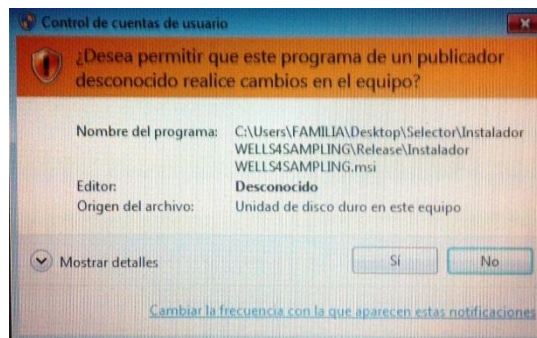 Control de cuentas de usuario
¿Desea permitir que este programa de un publicador
desconocido realice cambios en el equipo?
Nombre del programa: C:\Users\FAMILIA\Desktop\Selector\Instalador
WELLS4SAMPLING\Release\Instalador
WELLS4SAMPLING.msi
Editor: Desconocido
Origen del archivo: Unidad de disco duro en este equipo
Mostrar detalles Sí No
Cambiar la frecuencia con la que aparecen estas notificaciones